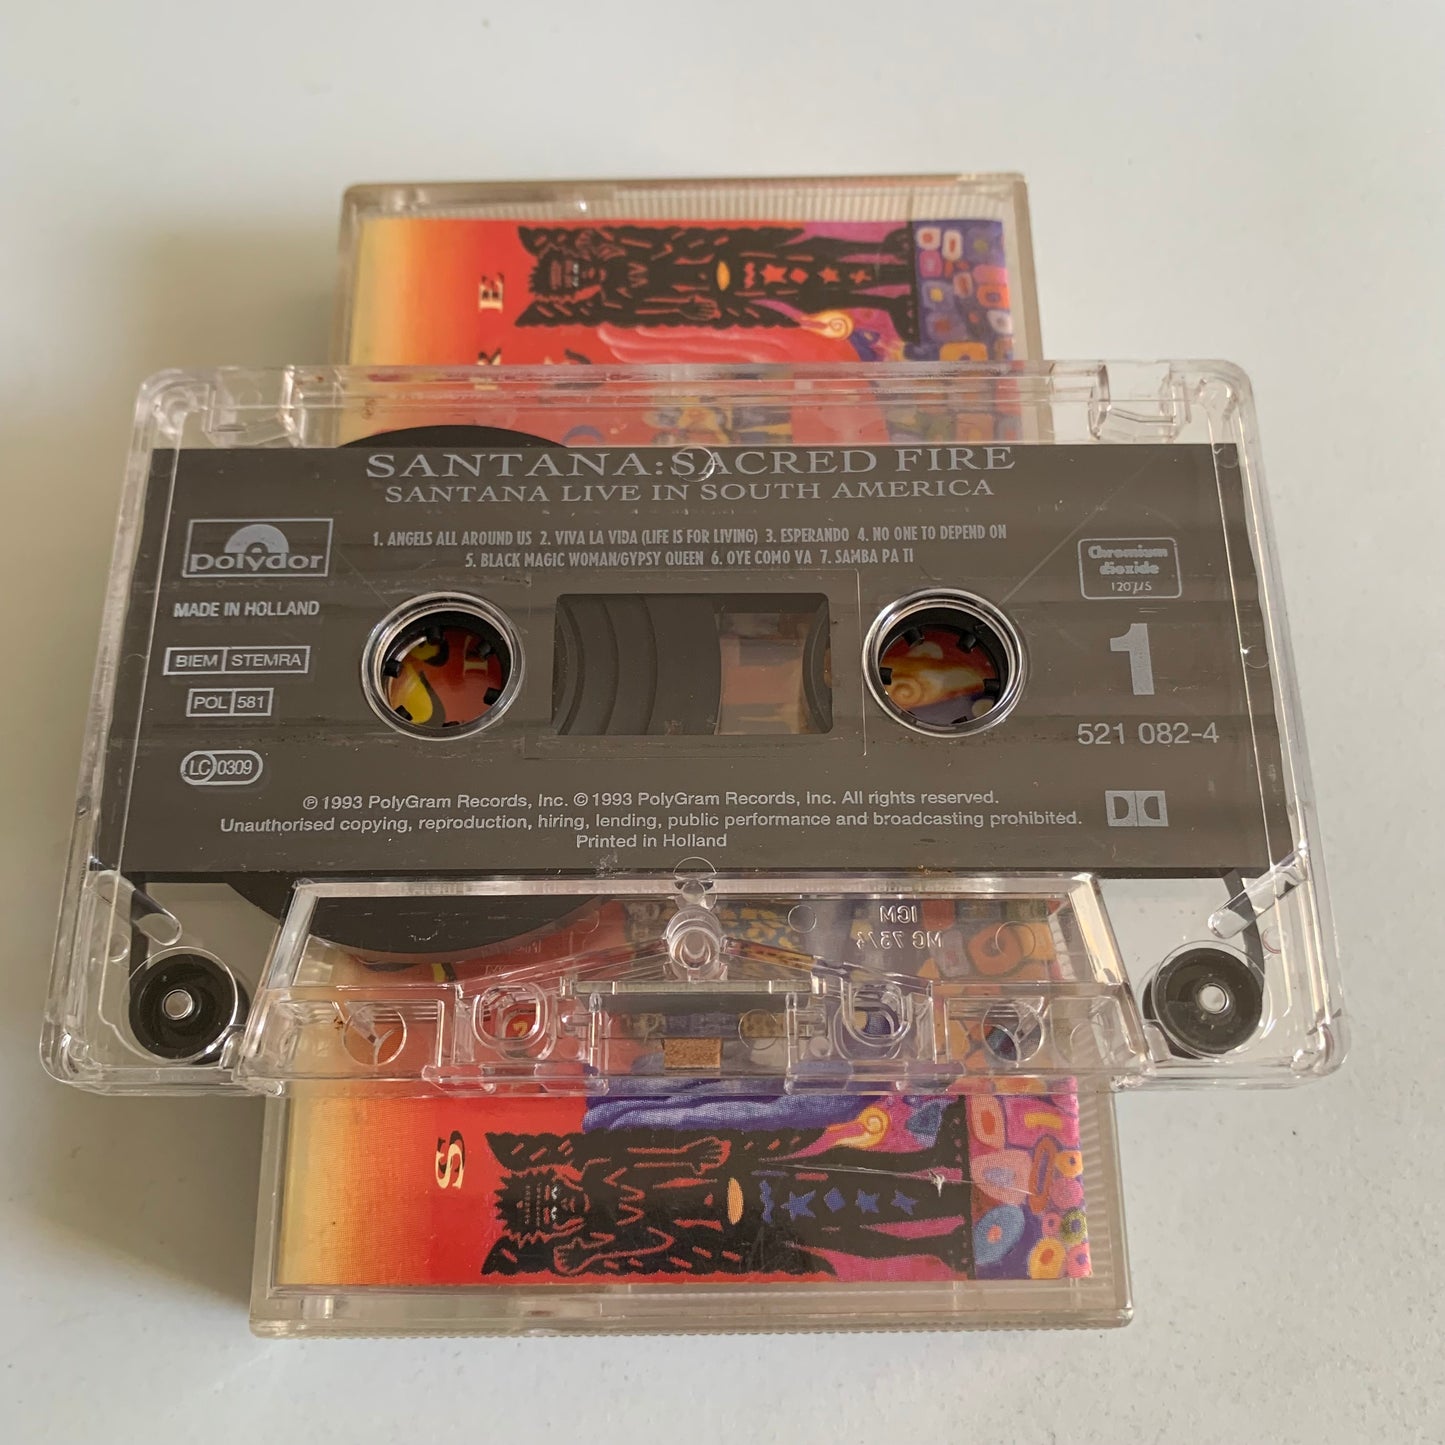 E
R
SANTANA:SACRED FIRE
SANTANA LIVE IN SOUTH AMERICA
1. ANGELS ALL AROUND US 2. VIVA LA VIDA (LIFE IS FOR LIVING) 3. ESPERANDO 4. NO ONE TO DEPEND ON
5. BLACK MAGIC WOMAN/GYPSY QUEEN 6. OYE COMO VA 7. SAMBA PA TI
polydor
MADE IN HOLLAND
BIEM STEMRA
POL 581
LC 0309
Chromium
dioxide
120 µs
1
521 082-4
℗ 1993 PolyGram Records, Inc. © 1993 PolyGram Records, Inc. All rights reserved.
Unauthorised copying, reproduction, hiring, lending, public performance and broadcasting prohibited.
Printed in Holland
ICM
S